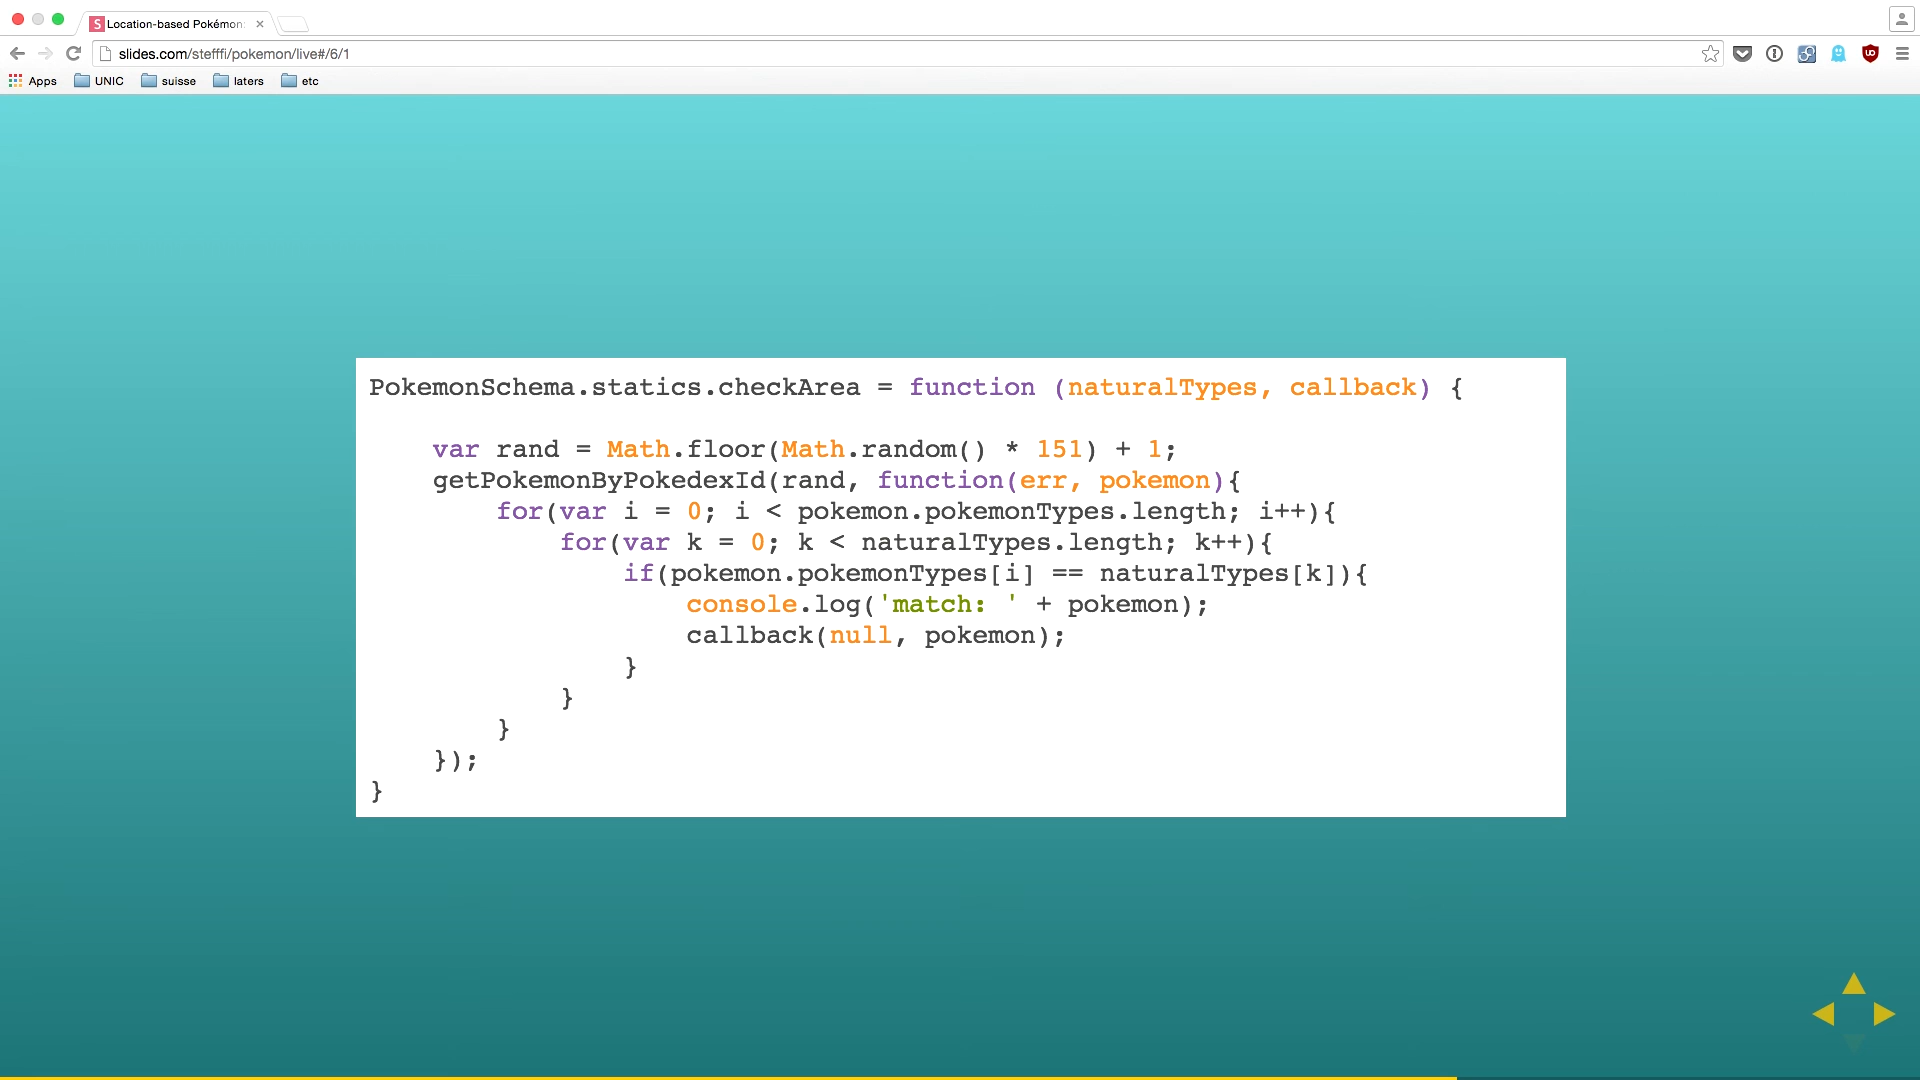 Location-based Pokémon
slides.com/stefffi/pokemon/live#/6/1
Apps UNIC suisse laters etc
PokemonSchema.statics.checkArea = function (naturalTypes, callback) {
var rand = Math.floor(Math.random() * 151) + 1;
getPokemonByPokedexId(rand, function(err, pokemon){
for(var i = 0; i < pokemon.pokemonTypes.length; i++){
for(var k = 0; k < naturalTypes.length; k++){
if(pokemon.pokemonTypes[i] == naturalTypes[k]){
console.log('match: ' + pokemon);
callback(null, pokemon);
}
}
}
});
}